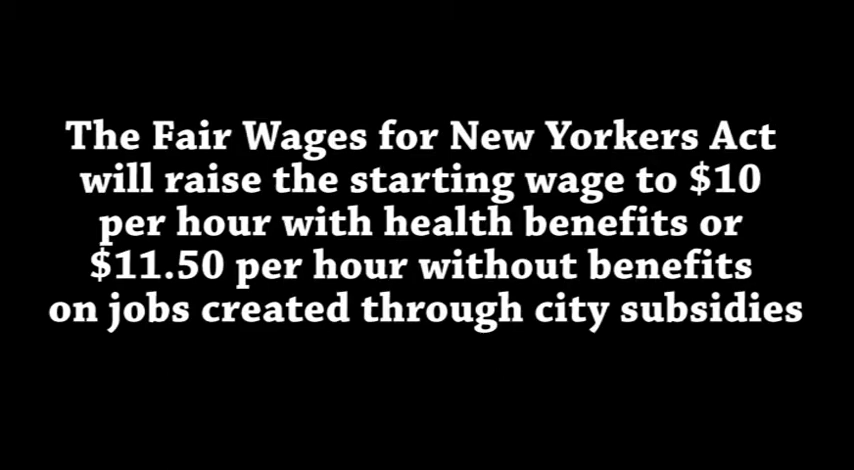 The Fair Wages for New Yorkers Act
will raise the starting wage to $10
per hour with health benefits or
$11.50 per hour without benefits
on jobs created through city subsidies